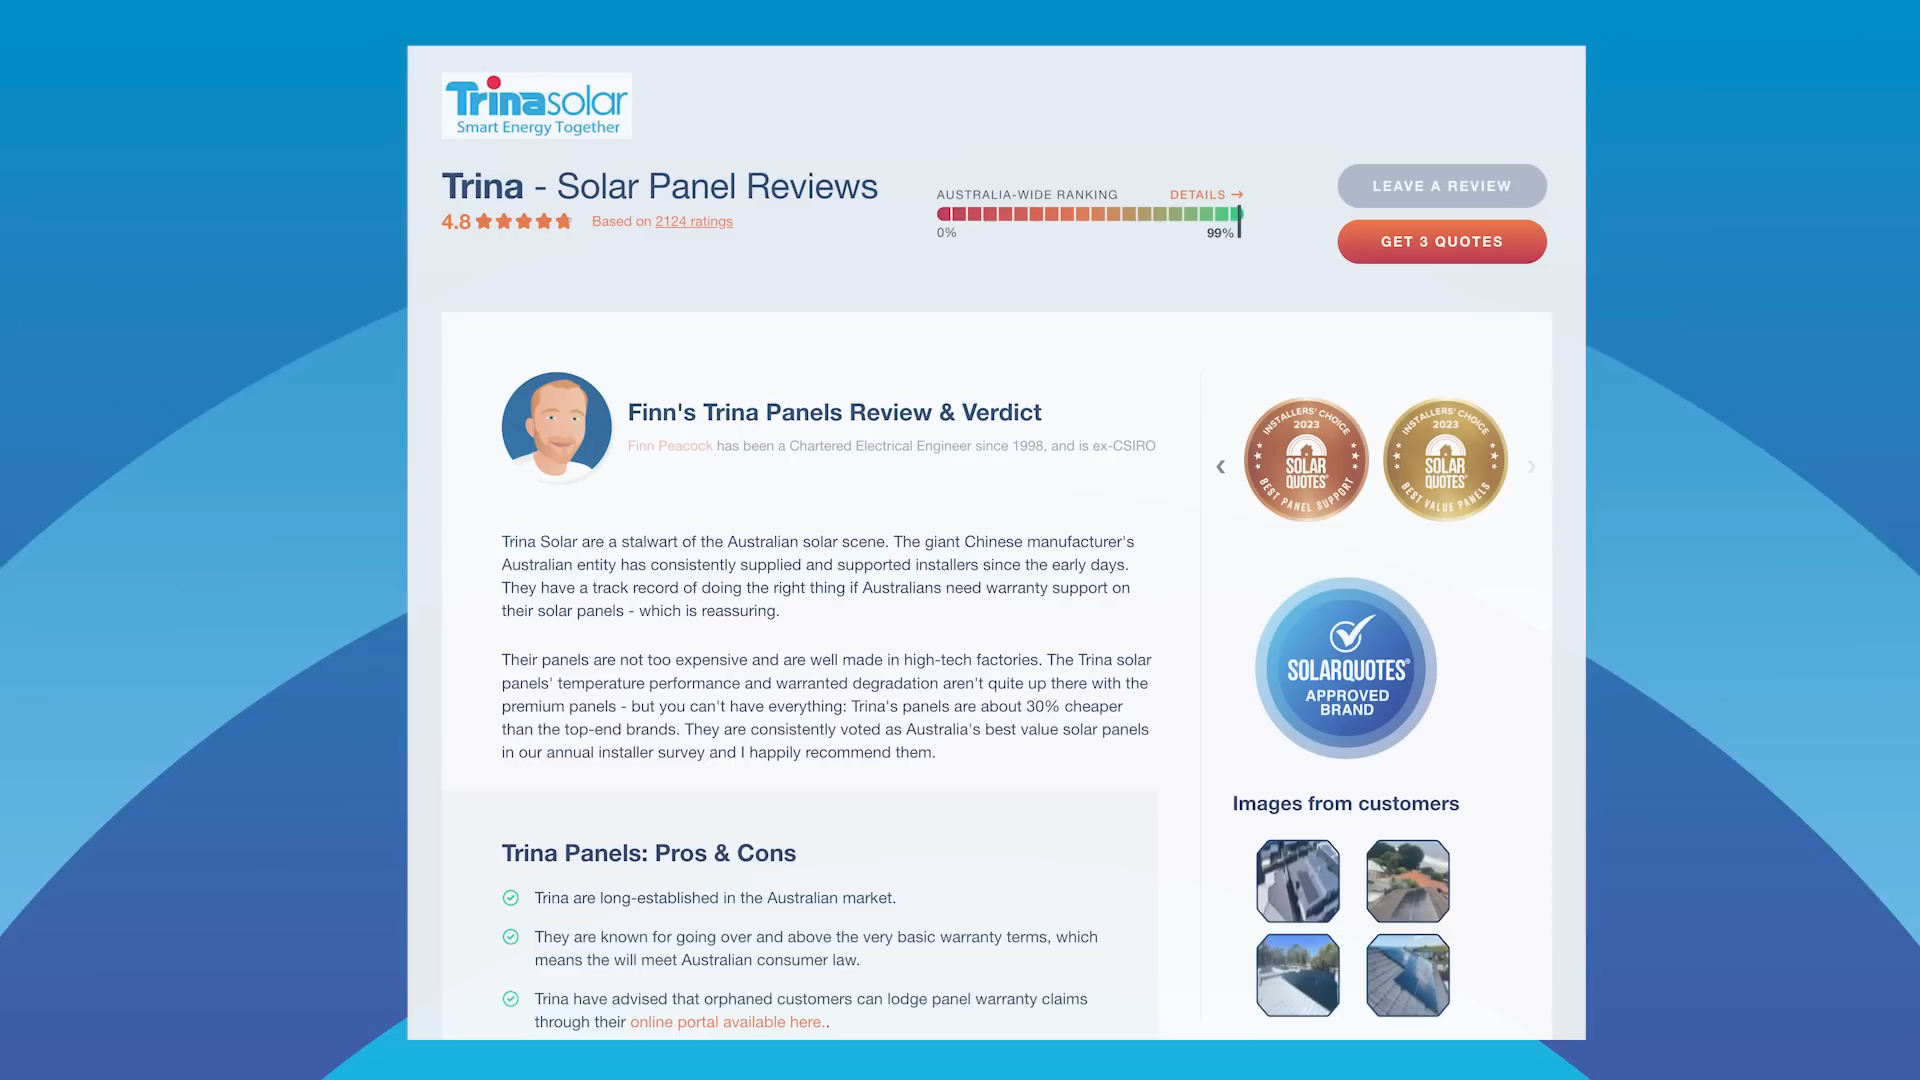 Trinasolar
Smart Energy Together
Trina - Solar Panel Reviews
4.8
Based on 2124 ratings
AUSTRALIA-WIDE RANKING
DETAILS →
0%
99%
LEAVE A REVIEW
GET 3 QUOTES
Finn's Trina Panels Review & Verdict
Finn Peacock has been a Chartered Electrical Engineer since 1998, and is ex-CSIRO
Trina Solar are a stalwart of the Australian solar scene. The giant Chinese manufacturer's
Australian entity has consistently supplied and supported installers since the early days.
They have a track record of doing the right thing if Australians need warranty support on
their solar panels - which is reassuring.
Their panels are not too expensive and are well made in high-tech factories. The Trina solar
panels' temperature performance and warranted degradation aren't quite up there with the
premium panels - but you can't have everything: Trina's panels are about 30% cheaper
than the top-end brands. They are consistently voted as Australia's best value solar panels
in our annual installer survey and I happily recommend them.
Trina Panels: Pros & Cons
Trina are long-established in the Australian market.
They are known for going over and above the very basic warranty terms, which
means the will meet Australian consumer law.
Trina have advised that orphaned customers can lodge panel warranty claims
through their online portal available here..
INSTALLERS' CHOICE
2023
SOLAR
QUOTES®
BEST PANEL SUPPORT
INSTALLERS' CHOICE
2023
SOLAR
QUOTES®
BEST VALUE PANELS
SOLARQUOTES®
APPROVED
BRAND
Images from customers